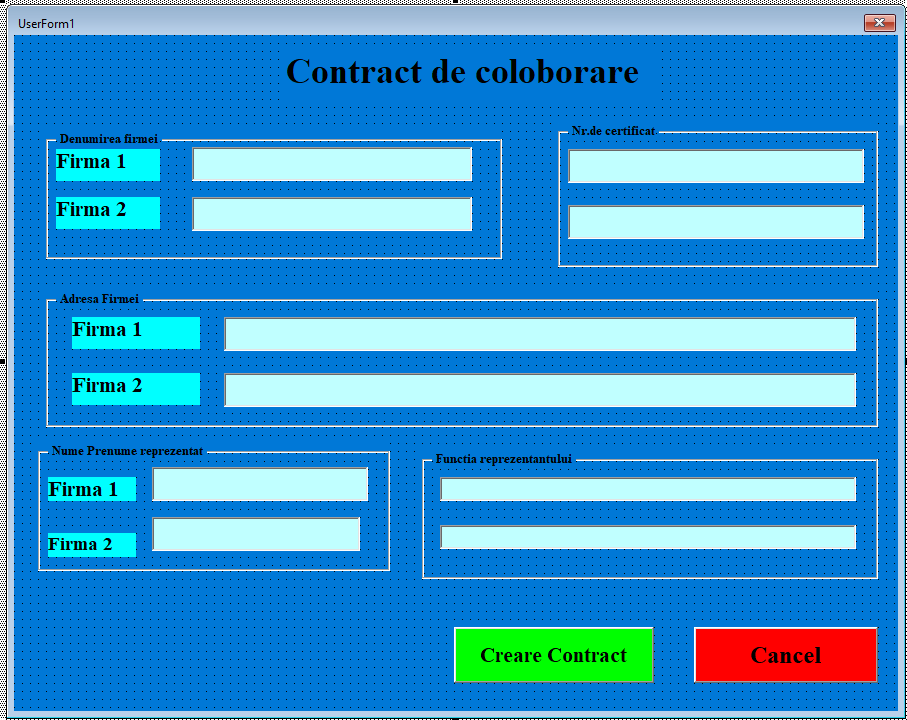 UserForm1
Contract de coloborare
Denumirea firmei
Firma 1
Firma 2
Nr.de certificat
Adresa Firmei
Firma 1
Firma 2
Nume Prenume reprezentat
Firma 1
Firma 2
Functia reprezentantului
Creare Contract
Cancel